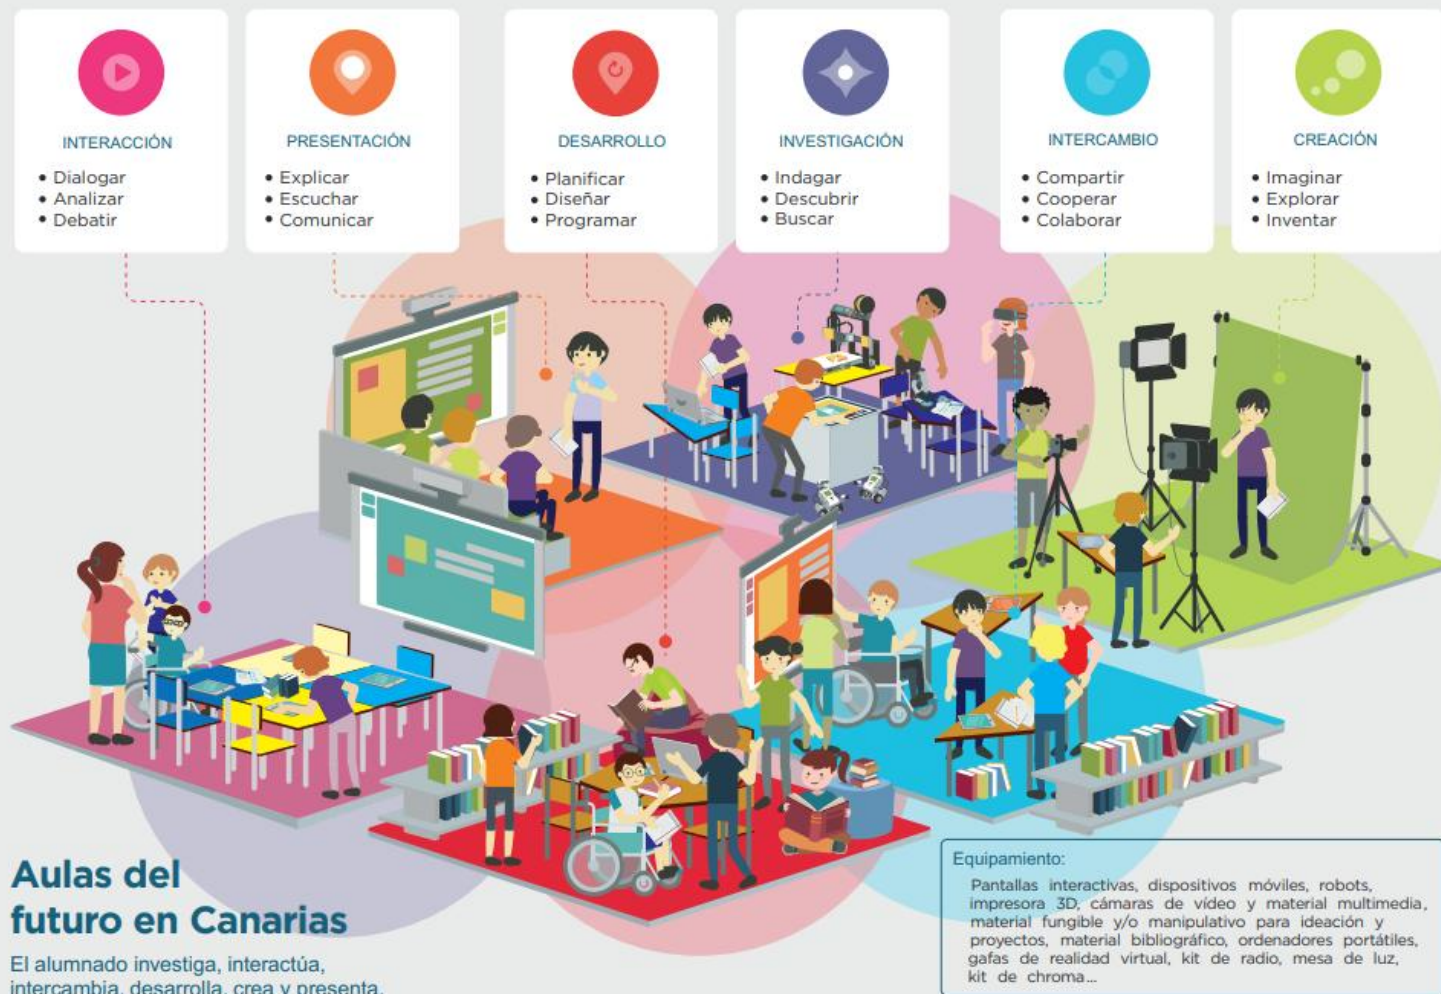 INTERACCIÓN
• Dialogar
• Analizar
• Debatir
PRESENTACIÓN
• Explicar
• Escuchar
• Comunicar
DESARROLLO
• Planificar
• Diseñar
• Programar
INVESTIGACIÓN
• Indagar
• Descubrir
• Buscar
INTERCAMBIO
• Compartir
• Cooperar
• Colaborar
CREACIÓN
• Imaginar
• Explorar
• Inventar
Aulas del
futuro en Canarias
El alumnado investiga, interactúa,
intercambia, desarrolla, crea y presenta.
Equipamiento:
Pantallas interactivas, dispositivos móviles, robots,
impresora 3D, cámaras de vídeo y material multimedia,
material fungible y/o manipulativo para ideación y
proyectos, material bibliográfico, ordenadores portátiles,
gafas de realidad virtual, kit de radio, mesa de luz,
kit de chroma...